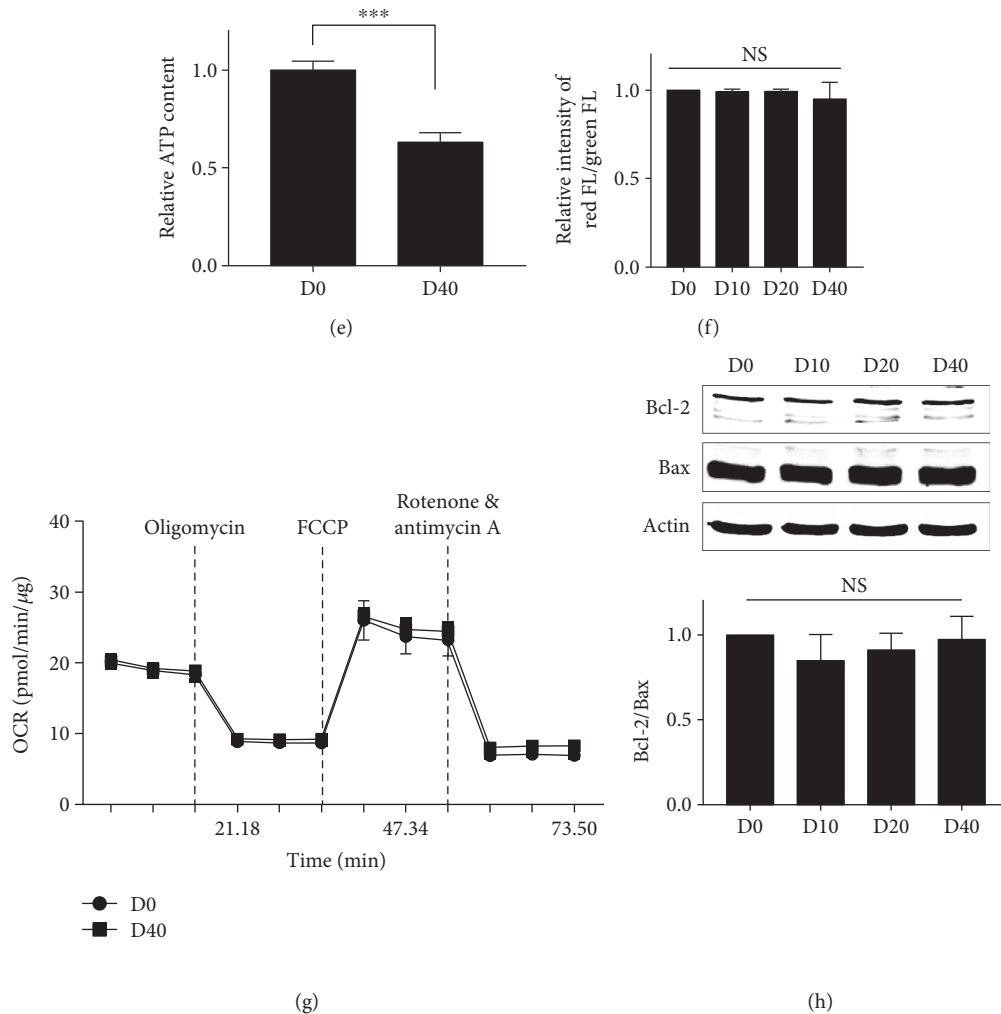 ***
Relative ATP content
1.0
0.5
0.0
D0 D40
(e)
NS
Relative intensity of
red FL/green FL
1.0
0.5
0.0
D0 D10 D20 D40
(f)
Oligomycin FCCP Rotenone &
antimycin A
OCR (pmol/min/µg)
40
30
20
10
0
21.18 47.34 73.50
Time (min)
D0
D40
(g)
D0 D10 D20 D40
Bcl-2
Bax
Actin
NS
Bcl-2/Bax
1.0
0.5
0.0
D0 D10 D20 D40
(h)